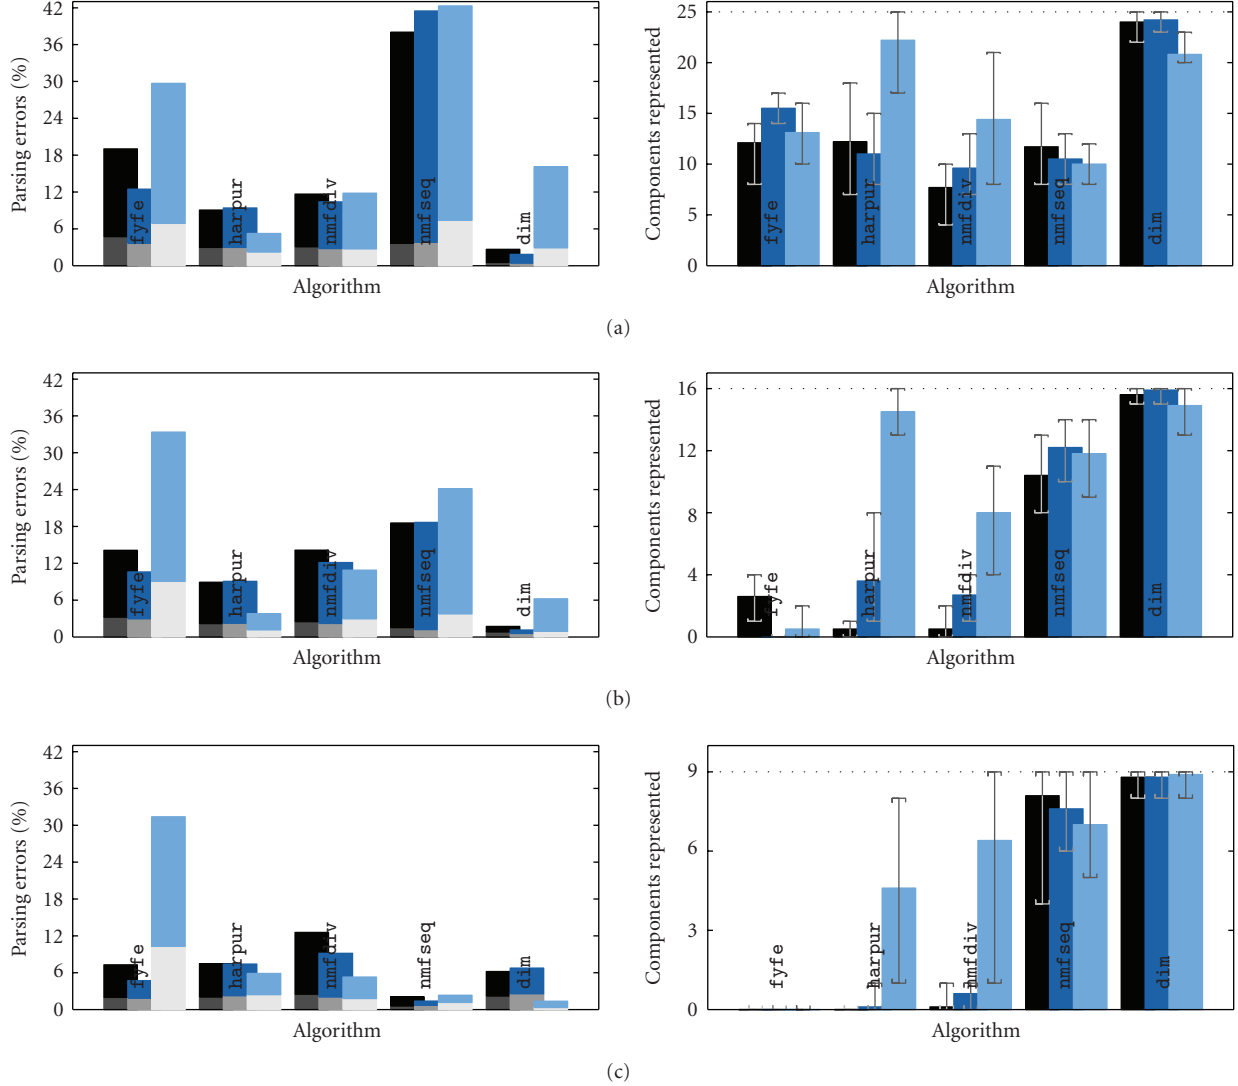 42
36
30
24
18
12
6
0
Parsing errors (%)
fyfe
harpur
nmfdiv
nmfseq
dim
Algorithm
25
20
15
10
5
0
Components represented
fyfe
harpur
nmfdiv
nmfseq
dim
Algorithm
(a)
42
36
30
24
18
12
6
0
Parsing errors (%)
fyfe
harpur
nmfdiv
nmfseq
dim
Algorithm
16
12
8
4
0
Components represented
fyfe
harpur
nmfdiv
nmfseq
dim
Algorithm
(b)
42
36
30
24
18
12
6
0
Parsing errors (%)
fyfe
harpur
nmfdiv
nmfseq
dim
Algorithm
9
6
3
0
Components represented
fyfe
harpur
nmfdiv
nmfseq
dim
Algorithm
(c)